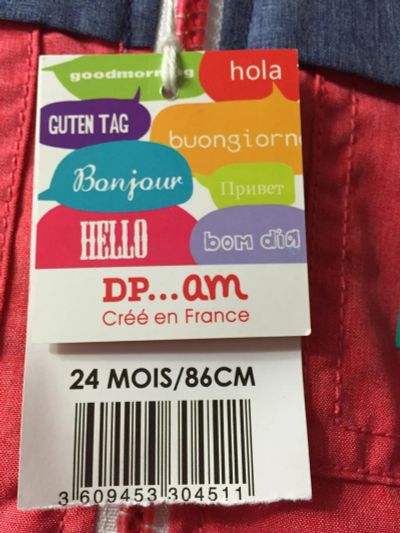 goodmorning
hola
GUTEN TAG
buongiorn
Bonjour
Привет
HELLO
bom dia
DP...am
Créé en France
24 MOIS/86CM
3 609453 304511